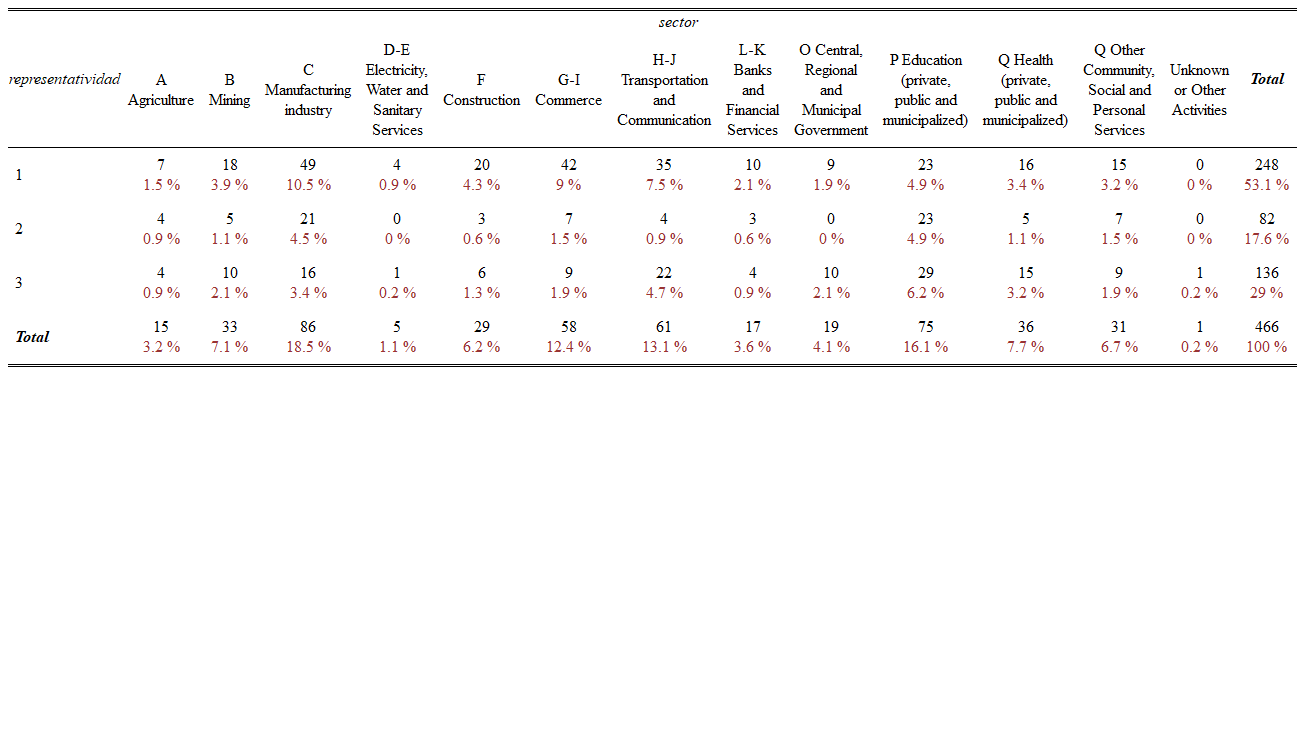 sector
representatividad
A Agriculture
B Mining
C Manufacturing industry
D-E Electricity, Water and Sanitary Services
F Construction
G-I Commerce
H-J Transportation and Communication
L-K Banks and Financial Services
O Central, Regional and Municipal Government
P Education (private, public and municipalized)
Q Health (private, public and municipalized)
Q Other Community, Social and Personal Services
Unknown or Other Activities
Total
1 7 18 49 4 20 42 35 10 9 23 16 15 0 248
1.5 % 3.9 % 10.5 % 0.9 % 4.3 % 9 % 7.5 % 2.1 % 1.9 % 4.9 % 3.4 % 3.2 % 0 % 53.1 %
2 4 5 21 0 3 7 4 3 0 23 5 7 0 82
0.9 % 1.1 % 4.5 % 0 % 0.6 % 1.5 % 0.9 % 0.6 % 0 % 4.9 % 1.1 % 1.5 % 0 % 17.6 %
3 4 10 16 1 6 9 22 4 10 29 15 9 1 136
0.9 % 2.1 % 3.4 % 0.2 % 1.3 % 1.9 % 4.7 % 0.9 % 2.1 % 6.2 % 3.2 % 1.9 % 0.2 % 29 %
Total 15 33 86 5 29 58 61 17 19 75 36 31 1 466
3.2 % 7.1 % 18.5 % 1.1 % 6.2 % 12.4 % 13.1 % 3.6 % 4.1 % 16.1 % 7.7 % 6.7 % 0.2 % 100 %